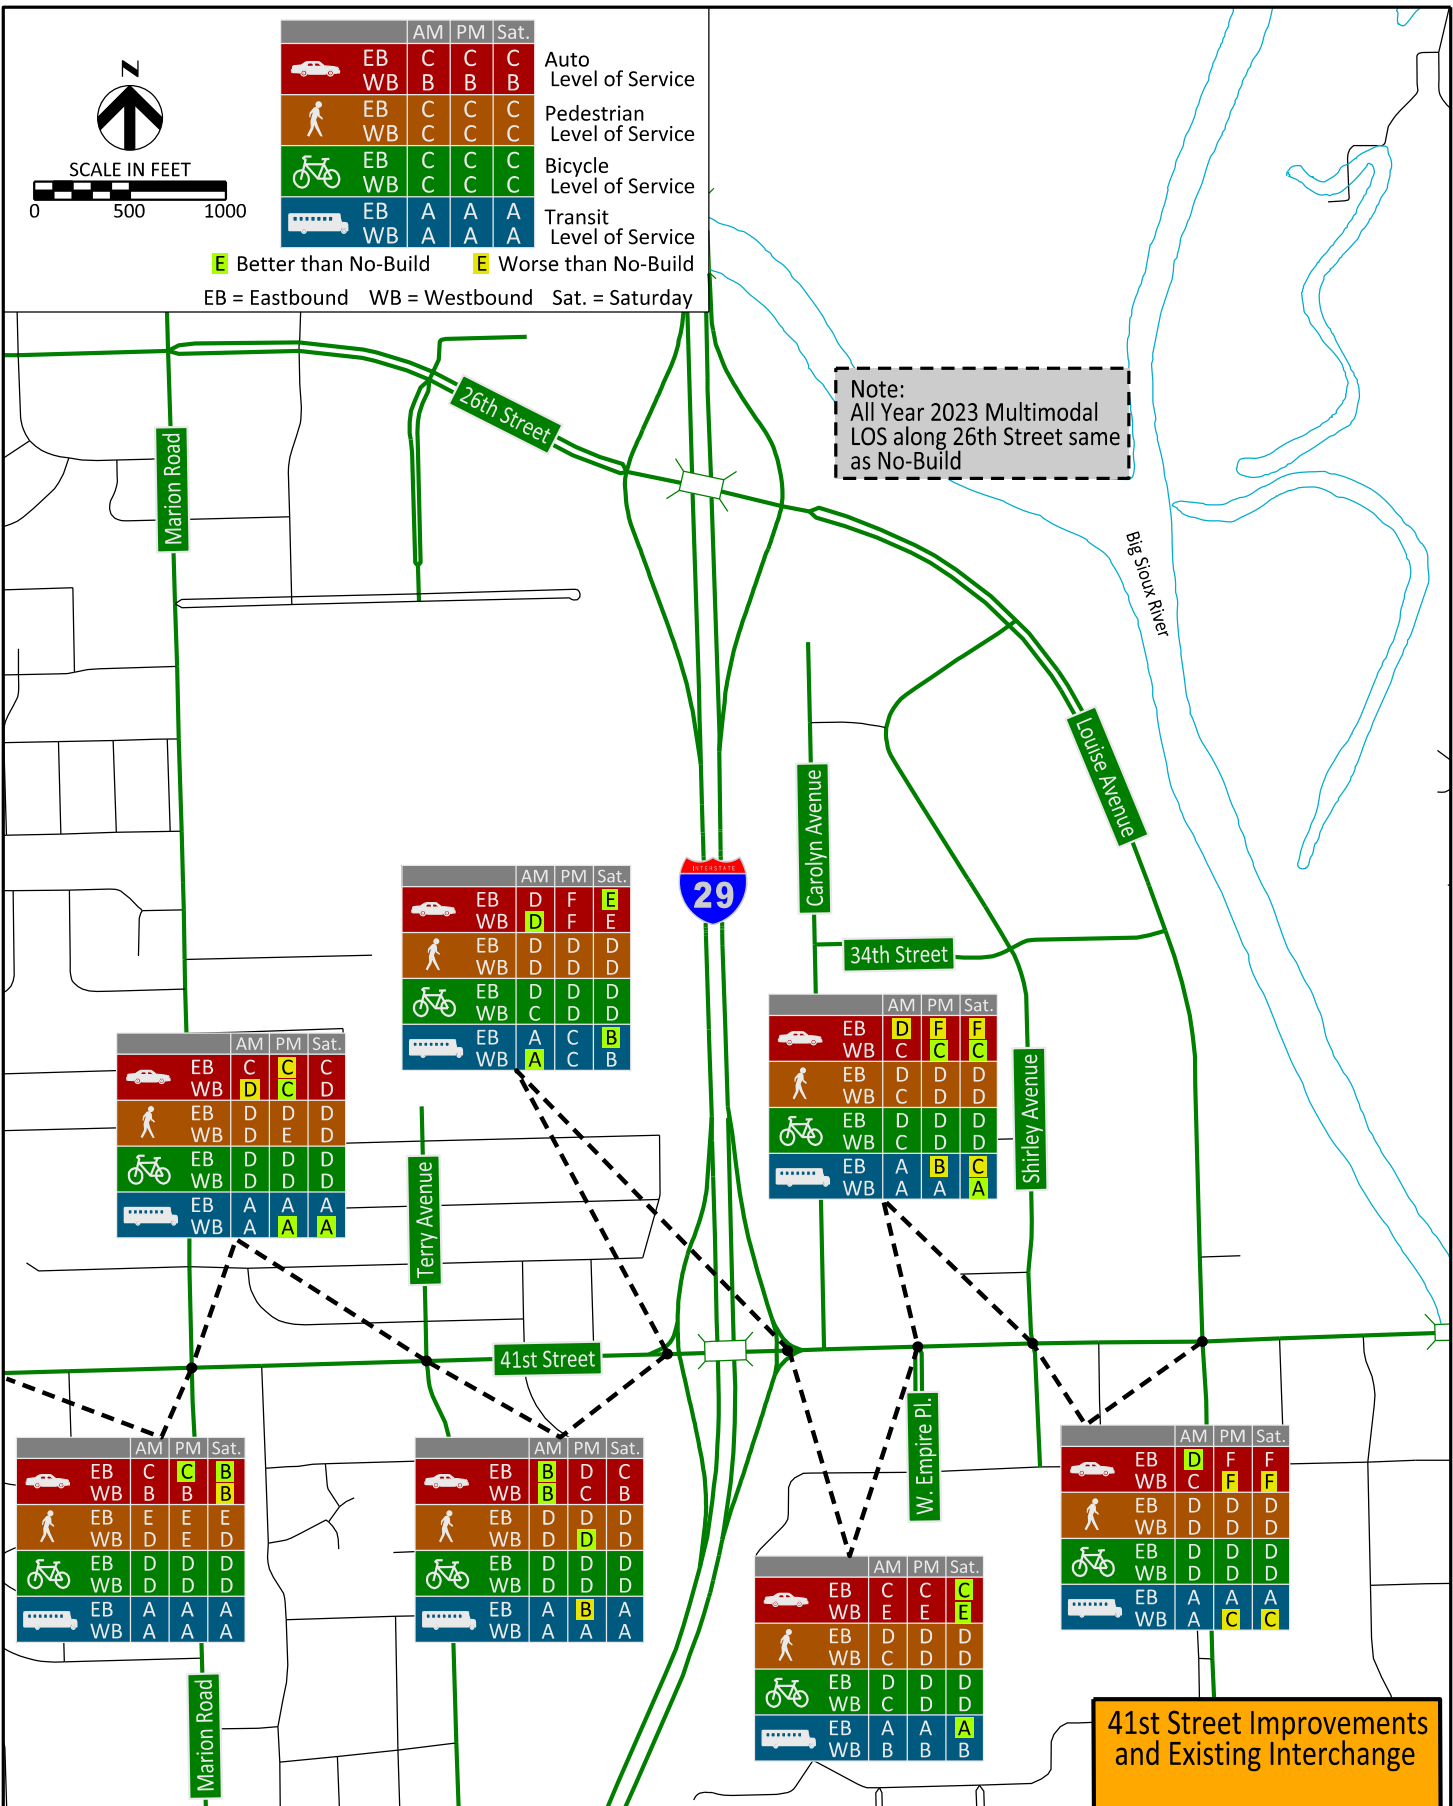 AM PM Sat.
EB C C C
WB B B B
Auto
Level of Service
EB C C C
WB C C C
Pedestrian
Level of Service
EB C C C
WB C C C
Bicycle
Level of Service
EB A A A
WB A A A
Transit
Level of Service
N
SCALE IN FEET
0 500 1000
E Better than No-Build E Worse than No-Build
EB = Eastbound WB = Westbound Sat. = Saturday
26th Street
Marion Road
Note:
All Year 2023 Multimodal
LOS along 26th Street same
as No-Build
Big Sioux River
Louise Avenue
Carolyn Avenue
INTERSTATE
29
34th Street
AM PM Sat.
EB D F E
WB D F E
EB D D D
WB D D D
EB D D D
WB C D D
EB A C B
WB A C B
AM PM Sat.
EB D F F
WB C C C
EB D D D
WB C D D
EB D D D
WB C D D
EB A B C
WB A A A
Shirley Avenue
AM PM Sat.
EB C C C
WB D C D
EB D D D
WB D E D
EB D D D
WB D D D
EB A A A
WB A A A
Terry Avenue
41st Street
W. Empire Pl.
AM PM Sat.
EB C C B
WB B B B
EB E E E
WB D E D
EB D D D
WB D D D
EB A A A
WB A A A
AM PM Sat.
EB B D C
WB B C B
EB D D D
WB D D D
EB D D D
WB D D D
EB A B A
WB A A A
AM PM Sat.
EB C C C
WB E E E
EB D D D
WB C D D
EB D D D
WB C D D
EB A A A
WB B B B
AM PM Sat.
EB D F F
WB C F F
EB D D D
WB D D D
EB D D D
WB D D D
EB A A A
WB A C C
Marion Road
41st Street Improvements
and Existing Interchange